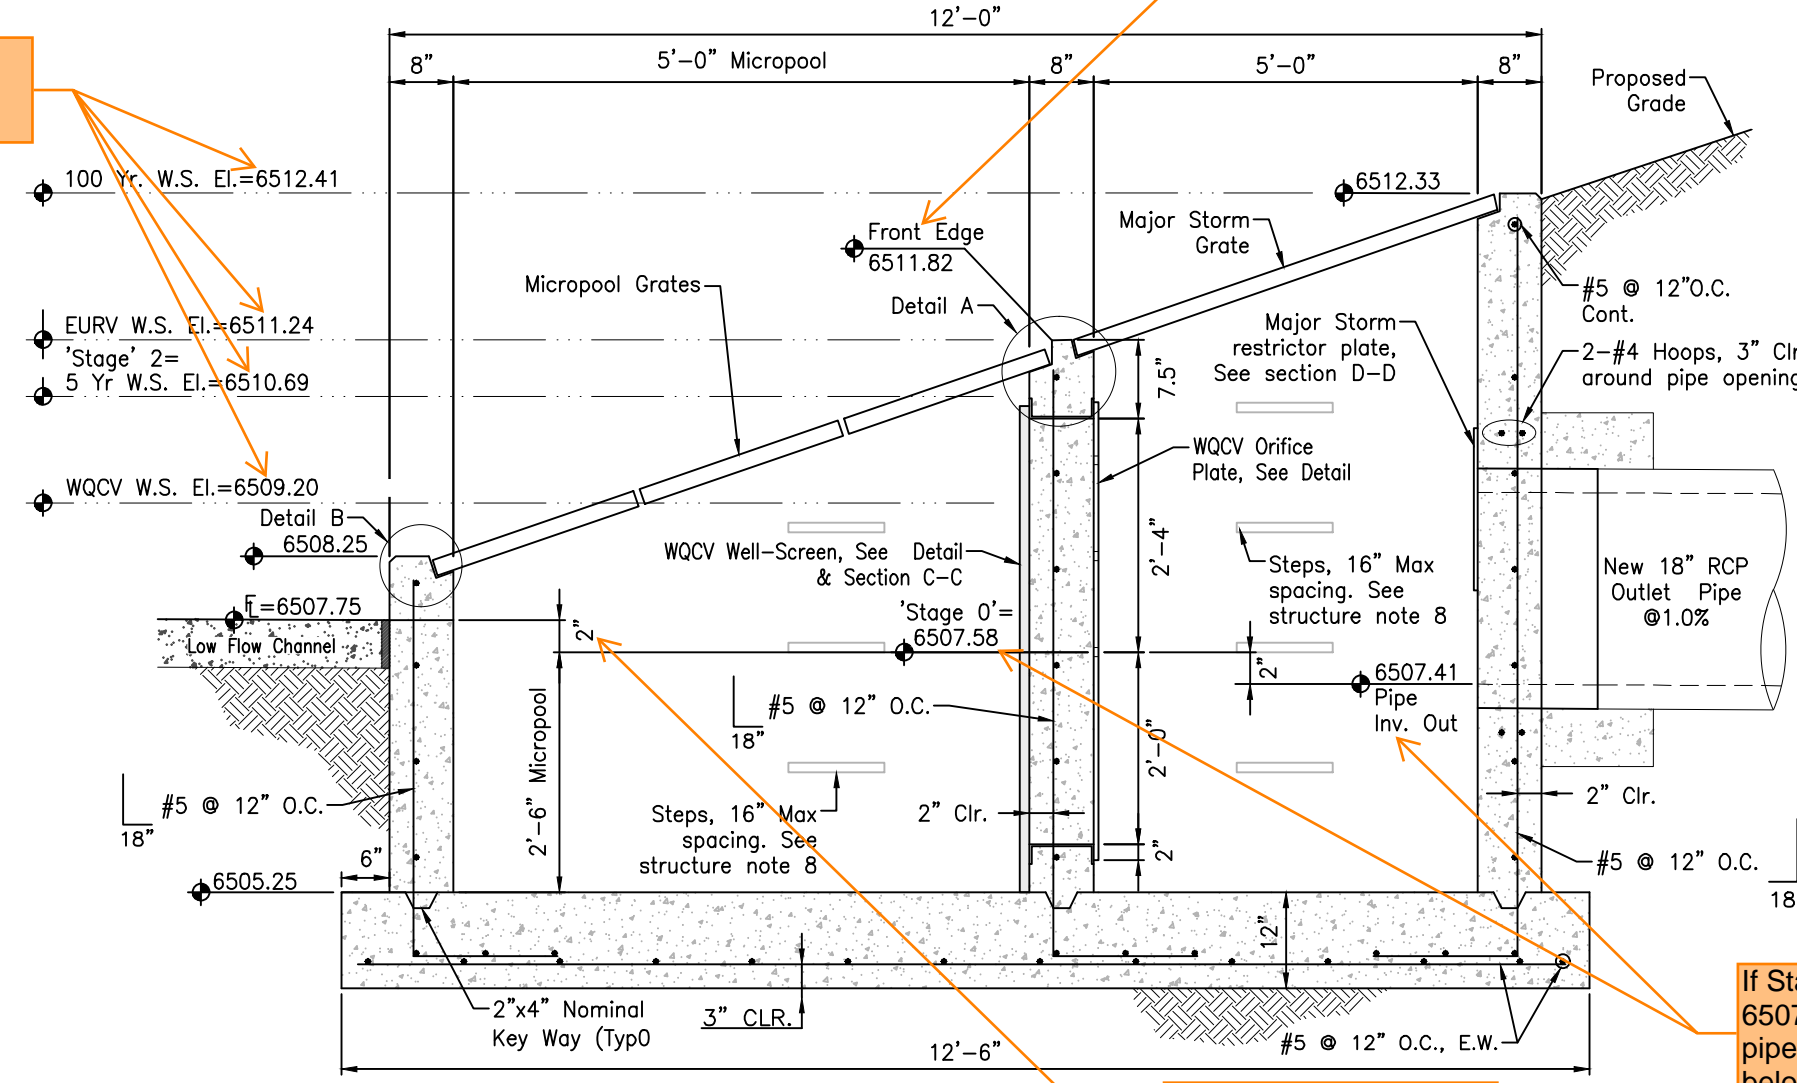 12'-0"
8"
5'-0" Micropool
8"
5'-0"
8"
Proposed
Grade
100 Yr. W.S. El.=6512.41
6512.33
Front Edge
6511.82
Major Storm
Grate
Micropool Grates
Detail A
#5 @ 12"O.C.
Cont.
EURV W.S. El.=6511.24
'Stage' 2=
5 Yr W.S. El.=6510.69
Major Storm
restrictor plate,
See section D-D
2-#4 Hoops, 3" Clr
around pipe opening
7.5"
WQCV Orifice
Plate, See Detail
WQCV W.S. El.=6509.20
Detail B
6508.25
WQCV Well-Screen, See Detail
& Section C-C
2'-4"
Steps, 16" Max
spacing. See
structure note 8
New 18" RCP
Outlet Pipe
@1.0%
FL=6507.75
Low Flow Channel
2"
'Stage 0'=
6507.58
2"
6507.41
Pipe
Inv. Out
#5 @ 12" O.C.
18"
2'-6" Micropool
2'-0"
#5 @ 12" O.C.
18"
Steps, 16" Max
spacing. See
structure note 8
2" Clr.
2" Clr.
2"
#5 @ 12" O.C.
18
6"
6505.25
12"
2"x4" Nominal
Key Way (Typ0
3" CLR.
#5 @ 12" O.C., E.W.
12'-6"
If Sta
6507
pipe
belo